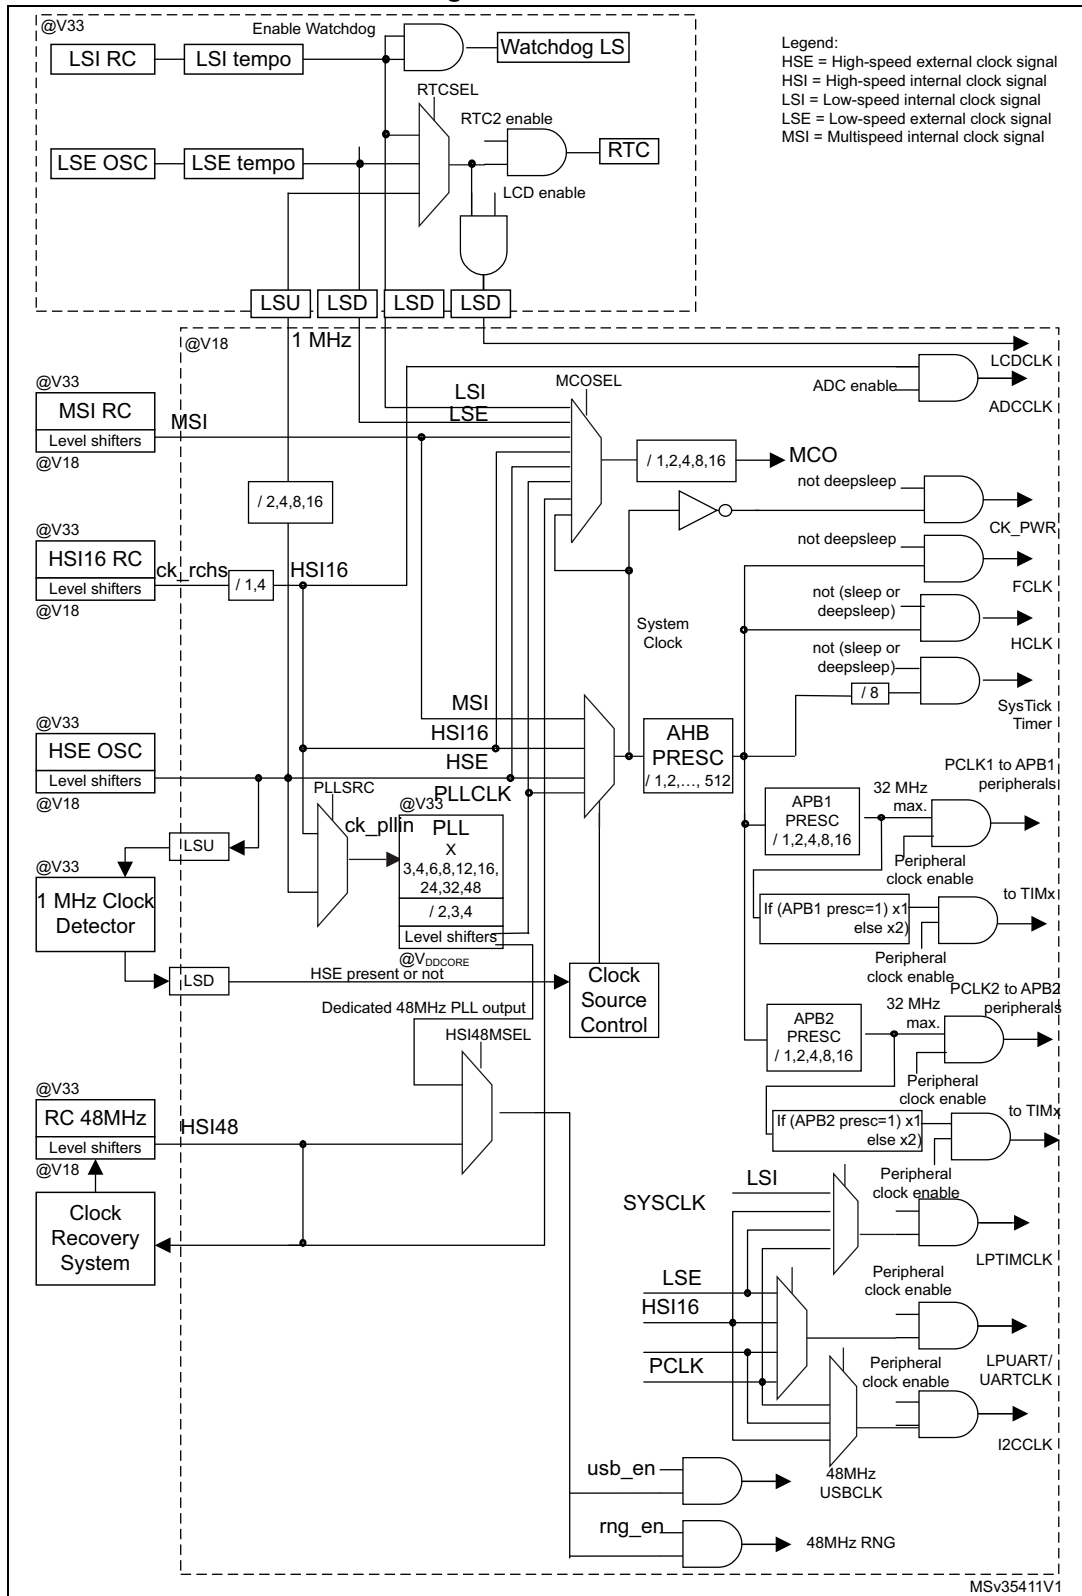 @V33
Enable Watchdog
LSI RC
LSI tempo
Watchdog LS
Legend:
HSE = High-speed external clock signal
HSI = High-speed internal clock signal
LSI = Low-speed internal clock signal
LSE = Low-speed external clock signal
MSI = Multispeed internal clock signal
RTCSEL
RTC2 enable
LSE OSC
LSE tempo
RTC
LCD enable
LSU
LSD
LSD
LSD
@V18
1 MHz
LCDCLK
@V33
MSI RC
Level shifters
@V18
MSI
LSI
LSE
MCOSEL
ADC enable
ADCCLK
/ 1,2,4,8,16
MCO
/ 2,4,8,16
not deepsleep
CK_PWR
@V33
HSI16 RC
Level shifters
@V18
ck_rchs
/ 1,4
HSI16
not deepsleep
FCLK
not (sleep or
deepsleep)
HCLK
System
Clock
not (sleep or
deepsleep)
/ 8
SysTick
Timer
MSI
HSI16
HSE
PLLCLK
@V33
HSE OSC
Level shifters
@V18
AHB
PRESC
/ 1,2,..., 512
PCLK1 to APB1
peripherals
32 MHz
max.
APB1
PRESC
/ 1,2,4,8,16
Peripheral
clock enable
PLLSRC
ck_pllin
@V33
PLL
X
3,4,6,8,12,16,
24,32,48
/ 2,3,4
Level shifters
@VDDCORE
LSU
@V33
1 MHz Clock
Detector
LSD
HSE present or not
Clock
Source
Control
If (APB1 presc=1) x1
else x2)
to TIMx
Peripheral
clock enable
Dedicated 48MHz PLL output
HSI48MSEL
PCLK2 to APB2
peripherals
32 MHz
max.
APB2
PRESC
/ 1,2,4,8,16
Peripheral
clock enable
@V33
RC 48MHz
Level shifters
@V18
HSI48
If (APB2 presc=1) x1
else x2)
to TIMx
Peripheral
clock enable
Clock
Recovery
System
LSI
SYSCLK
LPTIMCLK
LSE
HSI16
PCLK
Peripheral
clock enable
LPUART/
UARTCLK
Peripheral
clock enable
I2CCLK
usb_en
48MHz
USBCLK
rng_en
48MHz RNG
MSv35411V1